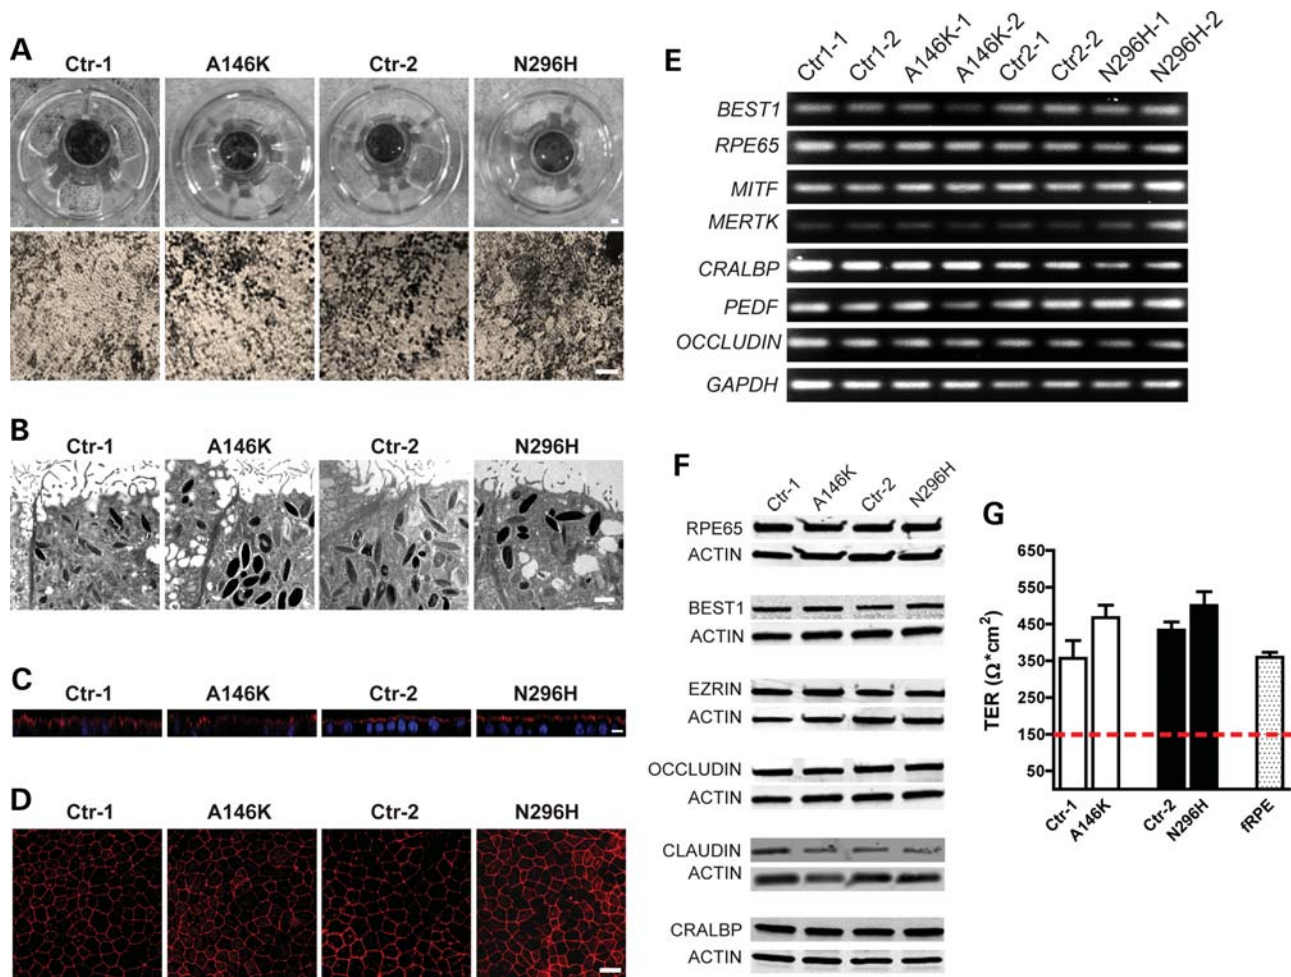 A
Ctr-1 A146K Ctr-2 N296H
B
Ctr-1 A146K Ctr-2 N296H
C
Ctr-1 A146K Ctr-2 N296H
D
Ctr-1 A146K Ctr-2 N296H
E
Ctr1-1 Ctr1-2 A146K-1 A146K-2 Ctr2-1 Ctr2-2 N296H-1 N296H-2
BEST1
RPE65
MITF
MERTK
CRALBP
PEDF
OCCLUDIN
GAPDH
F
Ctr-1 A146K Ctr-2 N296H
RPE65
ACTIN
BEST1
ACTIN
EZRIN
ACTIN
OCCLUDIN
ACTIN
CLAUDIN
ACTIN
CRALBP
ACTIN
G
TER (Ω*cm²)
650
550
450
350
250
150
50
Ctr-1 A146K Ctr-2 N296H fRPE